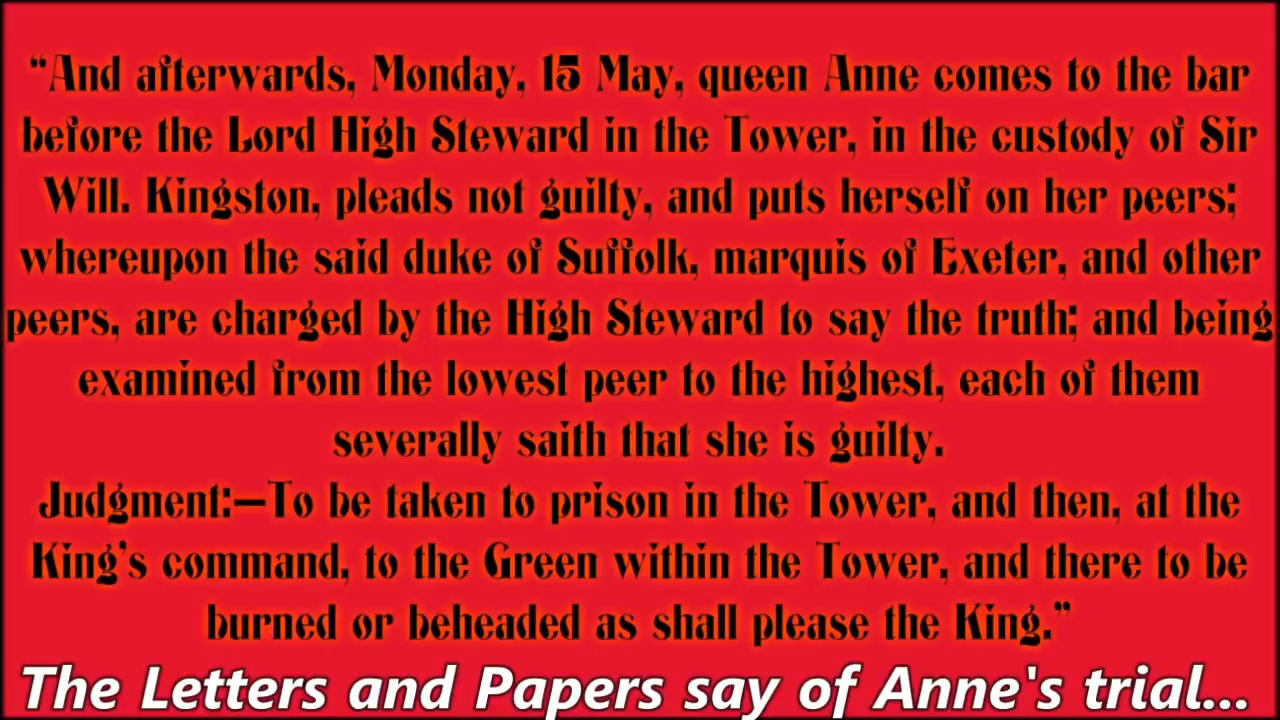 “And afterwards, Monday, 15 May, queen Anne comes to the bar
before the Lord High Steward in the Tower, in the custody of Sir
Will. Kingston, pleads not guilty, and puts herself on her peers;
whereupon the said duke of Suffolk, marquis of Exeter, and other
peers, are charged by the High Steward to say the truth; and being
examined from the lowest peer to the highest, each of them
severally saith that she is guilty.
Judgment:—To be taken to prison in the Tower, and then, at the
King’s command, to the Green within the Tower, and there to be
burned or beheaded as shall please the King.”
The Letters and Papers say of Anne's trial...